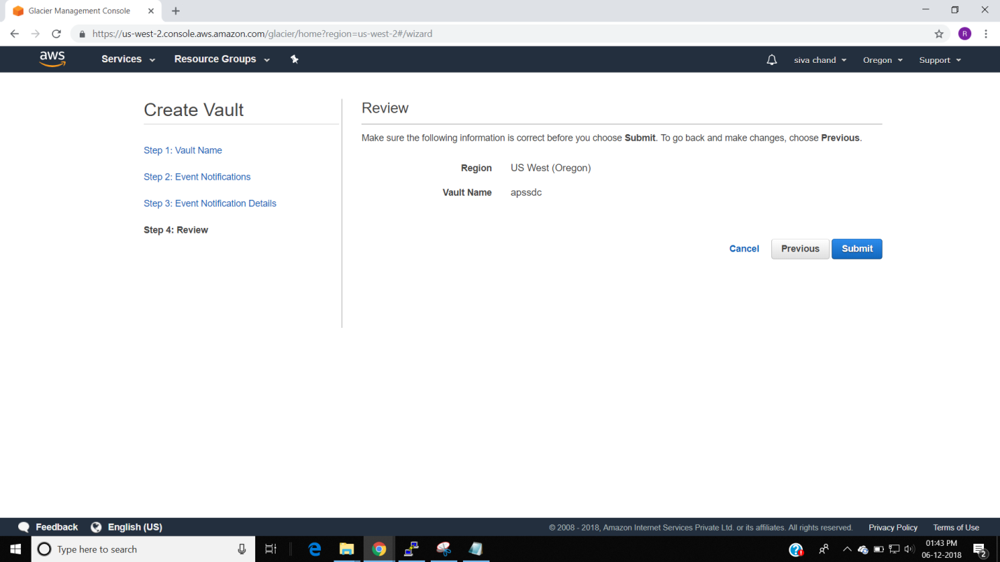 Glacier Management Console
https://us-west-2.console.aws.amazon.com/glacier/home?region=us-west-2#/wizard
R
aws Services Resource Groups siva chand Oregon Support
Create Vault
Step 1: Vault Name
Step 2: Event Notifications
Step 3: Event Notification Details
Step 4: Review
Review
Make sure the following information is correct before you choose Submit. To go back and make changes, choose Previous.
Region US West (Oregon)
Vault Name apssdc
Cancel Previous Submit
Feedback English (US) © 2008 - 2018, Amazon Internet Services Private Ltd. or its affiliates. All rights reserved. Privacy Policy Terms of Use
Type here to search
01:43 PM
06-12-2018
2